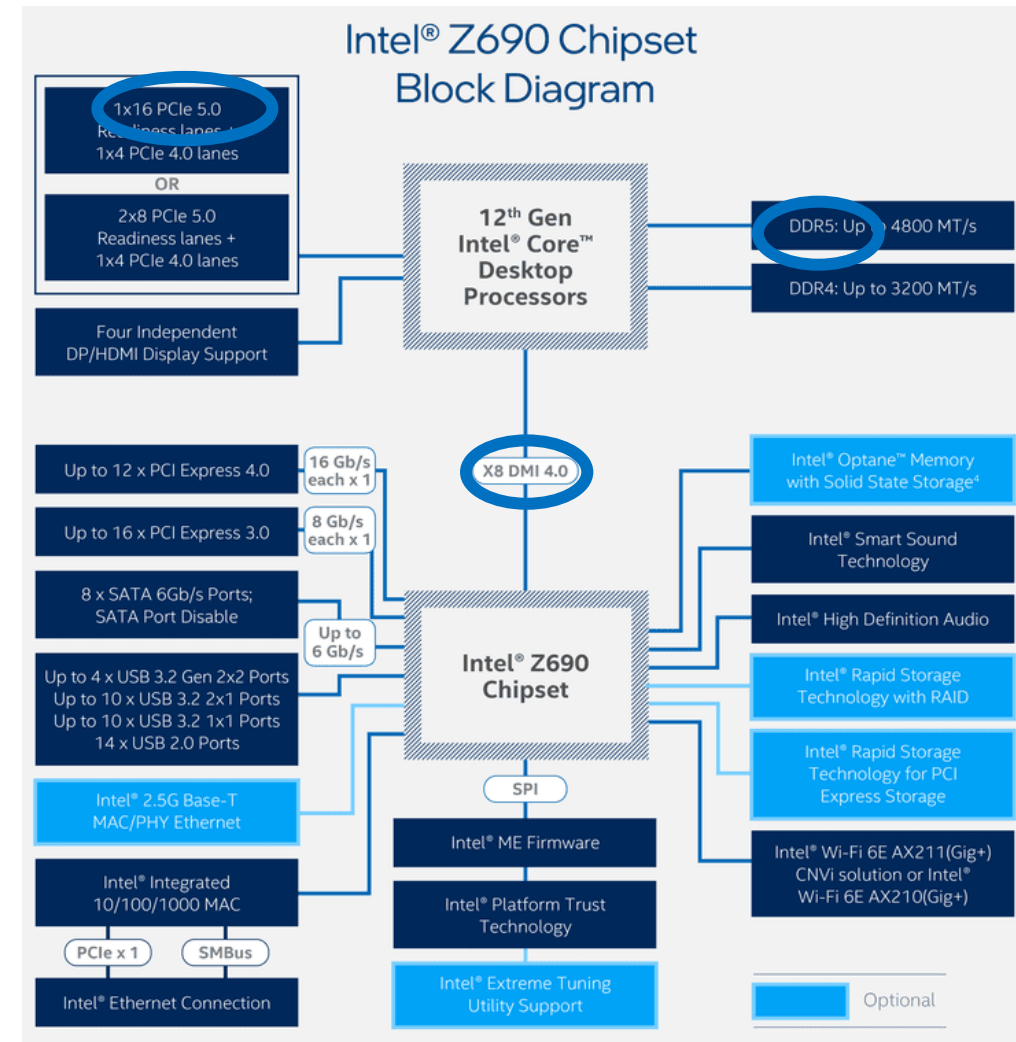 Intel® Z690 Chipset
Block Diagram
1x16 PCIe 5.0
Readiness lanes +
1x4 PCIe 4.0 lanes
OR
2x8 PCIe 5.0
Readiness lanes +
1x4 PCIe 4.0 lanes
Four Independent
DP/HDMI Display Support
12th Gen
Intel® Core™
Desktop
Processors
DDR5: Up to 4800 MT/s
DDR4: Up to 3200 MT/s
X8 DMI 4.0
Up to 12 x PCI Express 4.0
16 Gb/s
each x 1
Up to 16 x PCI Express 3.0
8 Gb/s
each x 1
8 x SATA 6Gb/s Ports;
SATA Port Disable
Up to
6 Gb/s
Up to 4 x USB 3.2 Gen 2x2 Ports
Up to 10 x USB 3.2 2x1 Ports
Up to 10 x USB 3.2 1x1 Ports
14 x USB 2.0 Ports
Intel® 2.5G Base-T
MAC/PHY Ethernet
Intel® Integrated
10/100/1000 MAC
PCIe x 1
SMBus
Intel® Ethernet Connection
Intel® Z690
Chipset
SPI
Intel® ME Firmware
Intel® Platform Trust
Technology
Intel® Extreme Tuning
Utility Support
Intel® Optane™ Memory
with Solid State Storage⁴
Intel® Smart Sound
Technology
Intel® High Definition Audio
Intel® Rapid Storage
Technology with RAID
Intel® Rapid Storage
Technology for PCI
Express Storage
Intel® Wi-Fi 6E AX211(Gig+)
CNVi solution or Intel®
Wi-Fi 6E AX210(Gig+)
Optional